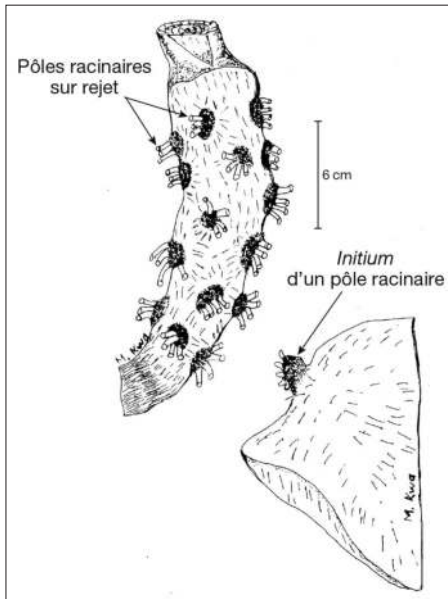 Pôles racinaires
sur rejet
6 cm
Initium
d'un pôle racinaire
M. Kwa
M. Kwa